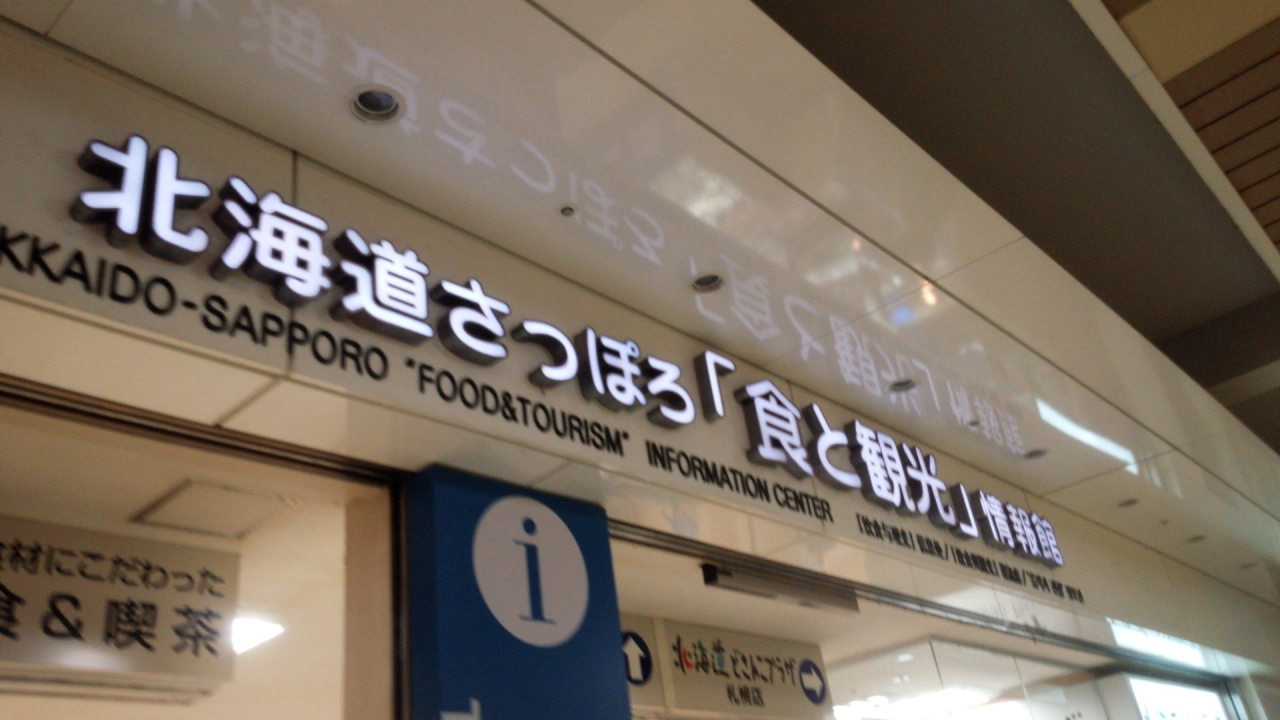 北海道さっぽろ「食と観光」情報館
KKAIDO-SAPPORO "FOOD&TOURISM" INFORMATION CENTER
i
食材にこだわった
食&喫茶
北海道どさんこプラザ
札幌店